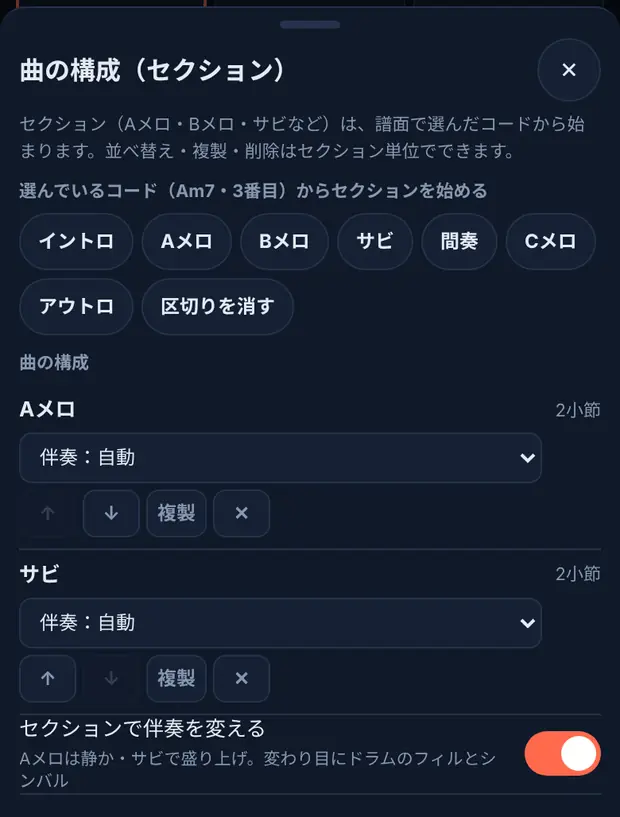 曲の構成（セクション）
×
セクション（Aメロ・Bメロ・サビなど）は、譜面で選んだコードから始
まります。並べ替え・複製・削除はセクション単位でできます。
選んでいるコード（Am7・3番目）からセクションを始める
イントロ Aメロ Bメロ サビ 間奏 Cメロ
アウトロ 区切りを消す
曲の構成
Aメロ 2小節
伴奏：自動
↑ ↓ 複製 ×
サビ 2小節
伴奏：自動
↑ ↓ 複製 ×
セクションで伴奏を変える
Aメロは静か・サビで盛り上げ。変わり目にドラムのフィルとシ
ンバル